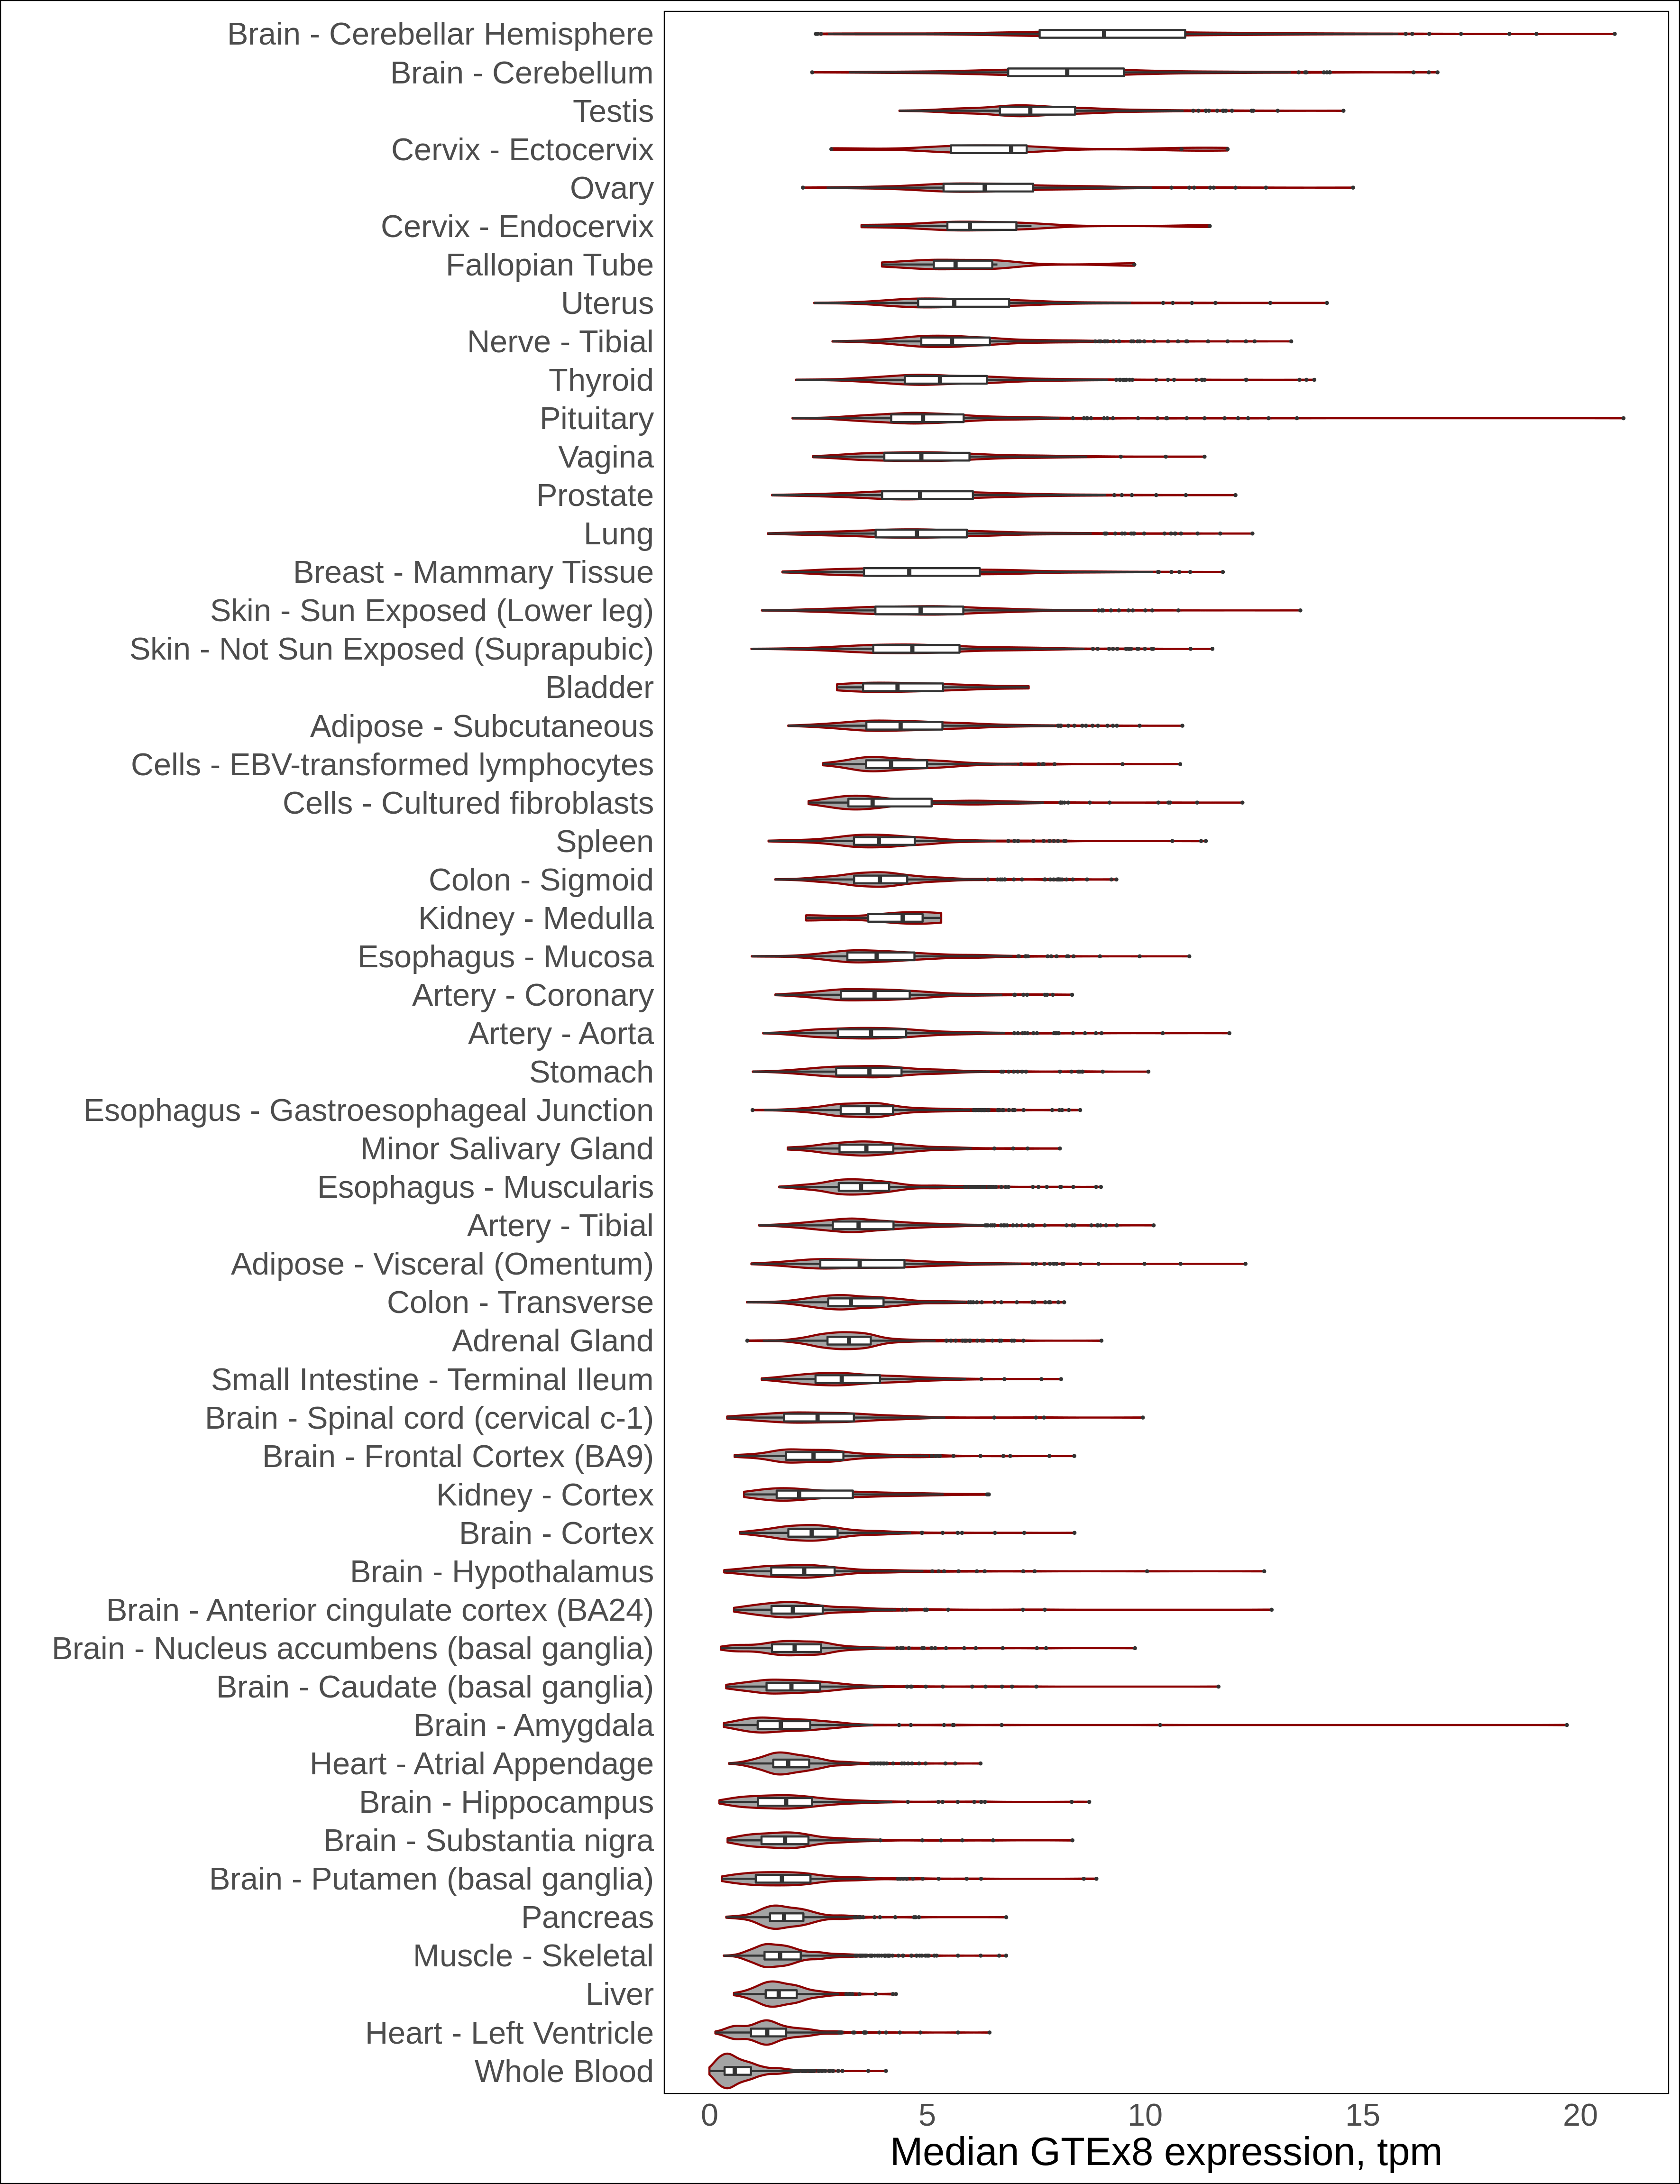 Brain - Cerebellar Hemisphere
Brain - Cerebellum
Testis
Cervix - Ectocervix
Ovary
Cervix - Endocervix
Fallopian Tube
Uterus
Nerve - Tibial
Thyroid
Pituitary
Vagina
Prostate
Lung
Breast - Mammary Tissue
Skin - Sun Exposed (Lower leg)
Skin - Not Sun Exposed (Suprapubic)
Bladder
Adipose - Subcutaneous
Cells - EBV-transformed lymphocytes
Cells - Cultured fibroblasts
Spleen
Colon - Sigmoid
Kidney - Medulla
Esophagus - Mucosa
Artery - Coronary
Artery - Aorta
Stomach
Esophagus - Gastroesophageal Junction
Minor Salivary Gland
Esophagus - Muscularis
Artery - Tibial
Adipose - Visceral (Omentum)
Colon - Transverse
Adrenal Gland
Small Intestine - Terminal Ileum
Brain - Spinal cord (cervical c-1)
Brain - Frontal Cortex (BA9)
Kidney - Cortex
Brain - Cortex
Brain - Hypothalamus
Brain - Anterior cingulate cortex (BA24)
Brain - Nucleus accumbens (basal ganglia)
Brain - Caudate (basal ganglia)
Brain - Amygdala
Heart - Atrial Appendage
Brain - Hippocampus
Brain - Substantia nigra
Brain - Putamen (basal ganglia)
Pancreas
Muscle - Skeletal
Liver
Heart - Left Ventricle
Whole Blood
0 5 10 15 20
Median GTEx8 expression, tpm